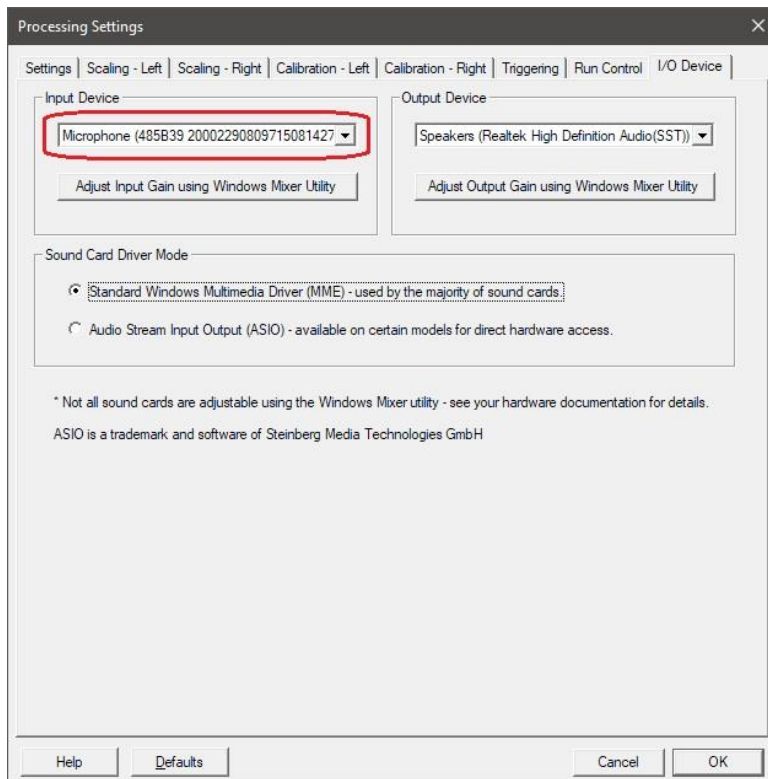 Processing Settings
Settings
Scaling - Left
Scaling - Right
Calibration - Left
Calibration - Right
Triggering
Run Control
I/O Device
Input Device
Microphone (485B39 20002290809715081427
Adjust Input Gain using Windows Mixer Utility
Output Device
Speakers (Realtek High Definition Audio(SST))
Adjust Output Gain using Windows Mixer Utility
Sound Card Driver Mode
Standard Windows Multimedia Driver (MME) - used by the majority of sound cards.
Audio Stream Input Output (ASIO) - available on certain models for direct hardware access.
* Not all sound cards are adjustable using the Windows Mixer utility - see your hardware documentation for details.
ASIO is a trademark and software of Steinberg Media Technologies GmbH
Help
Defaults
Cancel
OK